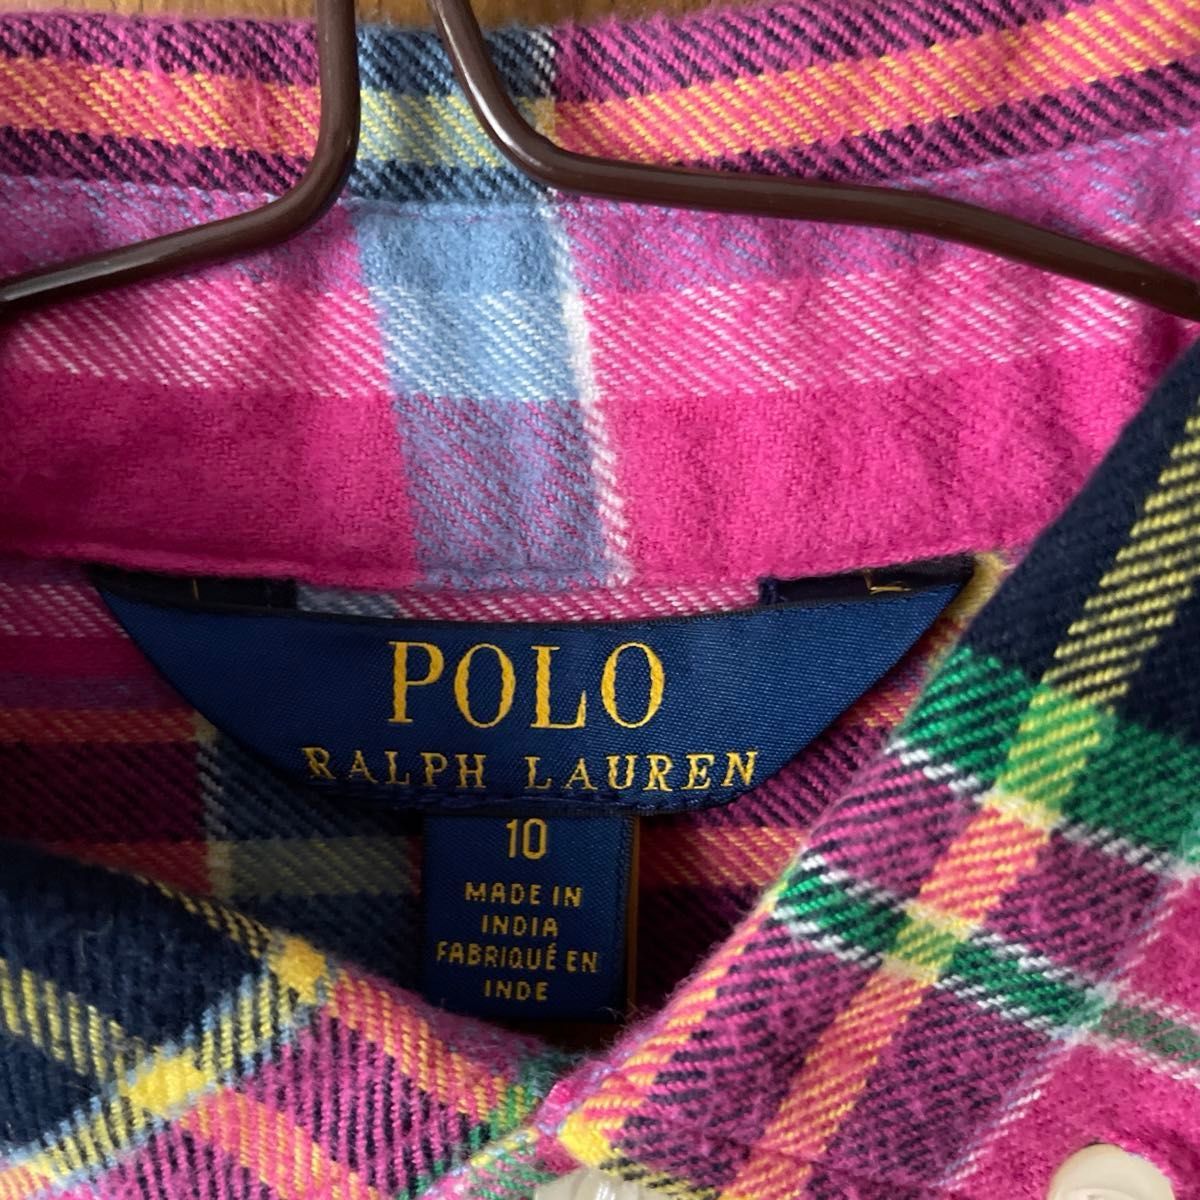 POLO
RALPH LAUREN
10
MADE IN
INDIA
FABRIQUÉ EN
INDE